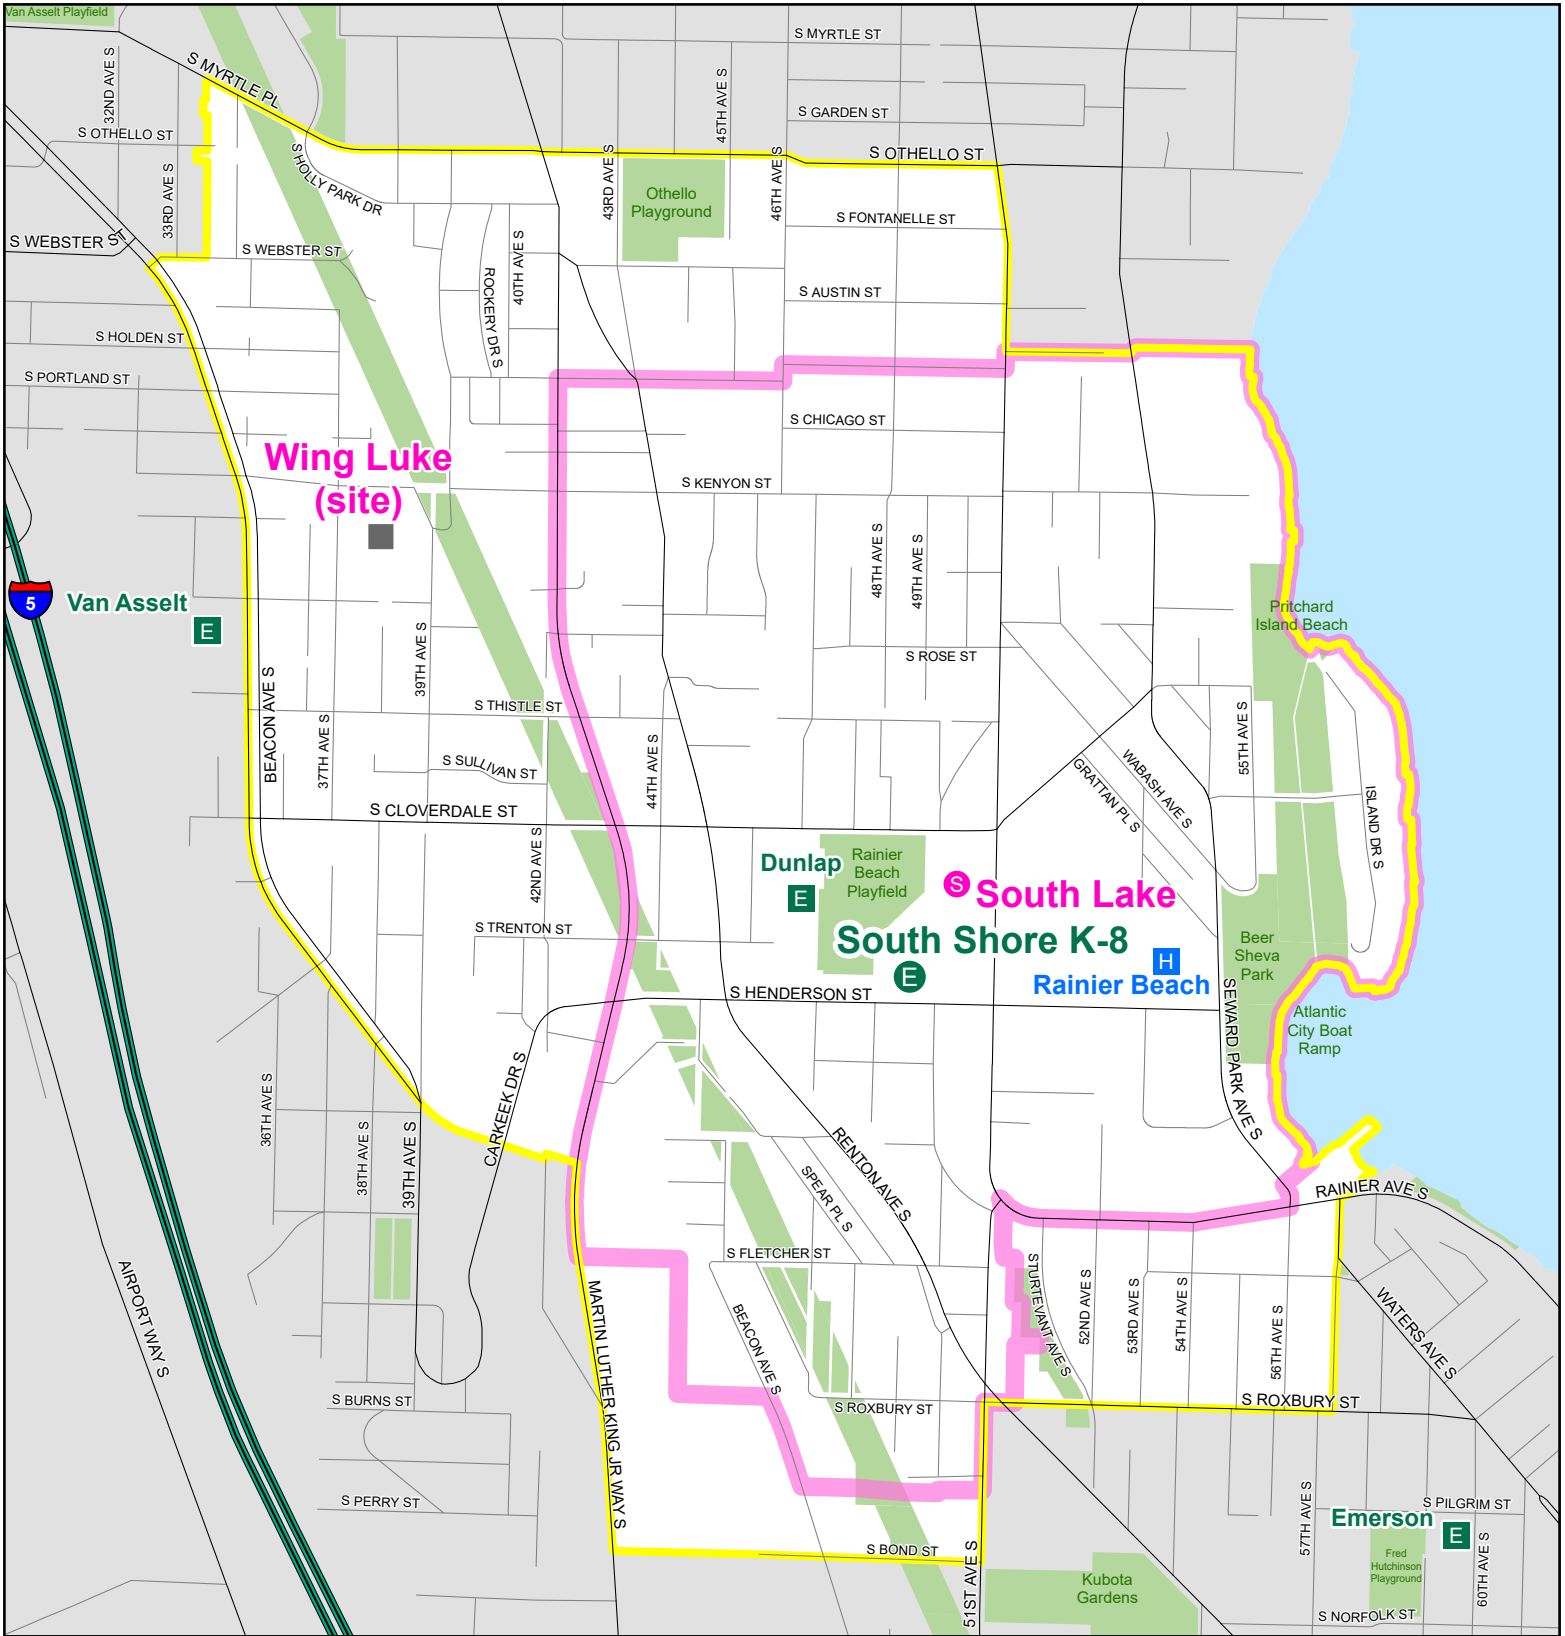 Van Asselt Playfield
S MYRTLE ST
S MYRTLE PL
32ND AVE S
45TH AVE S
S GARDEN ST
S OTHELLO ST
S OTHELLO ST
S HOLLY PARK DR
33RD AVE S
43RD AVE S
46TH AVE S
Othello
Playground
S FONTANELLE ST
S WEBSTER ST
S WEBSTER ST
40TH AVE S
ROCKERY DR S
S AUSTIN ST
S HOLDEN ST
S PORTLAND ST
S CHICAGO ST
Wing Luke
(site)
S KENYON ST
48TH AVE S
49TH AVE S
5
Van Asselt
E
Pritchard
Island Beach
39TH AVE S
S ROSE ST
BEACON AVE S
S THISTLE ST
37TH AVE S
44TH AVE S
55TH AVE S
S SULLIVAN ST
WABASH AVE S
GRATTAN PL S
ISLAND DR S
S CLOVERDALE ST
42ND AVE S
Dunlap
E
Rainier
Beach
Playfield
S
South Lake
South Shore K-8
E
S TRENTON ST
Beer
Sheva
Park
H
Rainier Beach
S HENDERSON ST
SEWARD PARK AVE S
Atlantic
City Boat
Ramp
36TH AVE S
38TH AVE S
39TH AVE S
CARKEEK DR S
RENTON AVE S
SPEAR PL S
RAINIER AVE S
S FLETCHER ST
STURTEVANT AVE S
52ND AVE S
53RD AVE S
54TH AVE S
56TH AVE S
AIRPORT WAY S
MARTIN LUTHER KING JR WAY S
BEACON AVE S
WATERS AVE S
S BURNS ST
S ROXBURY ST
S ROXBURY ST
S PERRY ST
57TH AVE S
S PILGRIM ST
Emerson
E
60TH AVE S
Fred
Hutchinson
Playground
S BOND ST
51ST AVE S
Kubota
Gardens
S NORFOLK ST